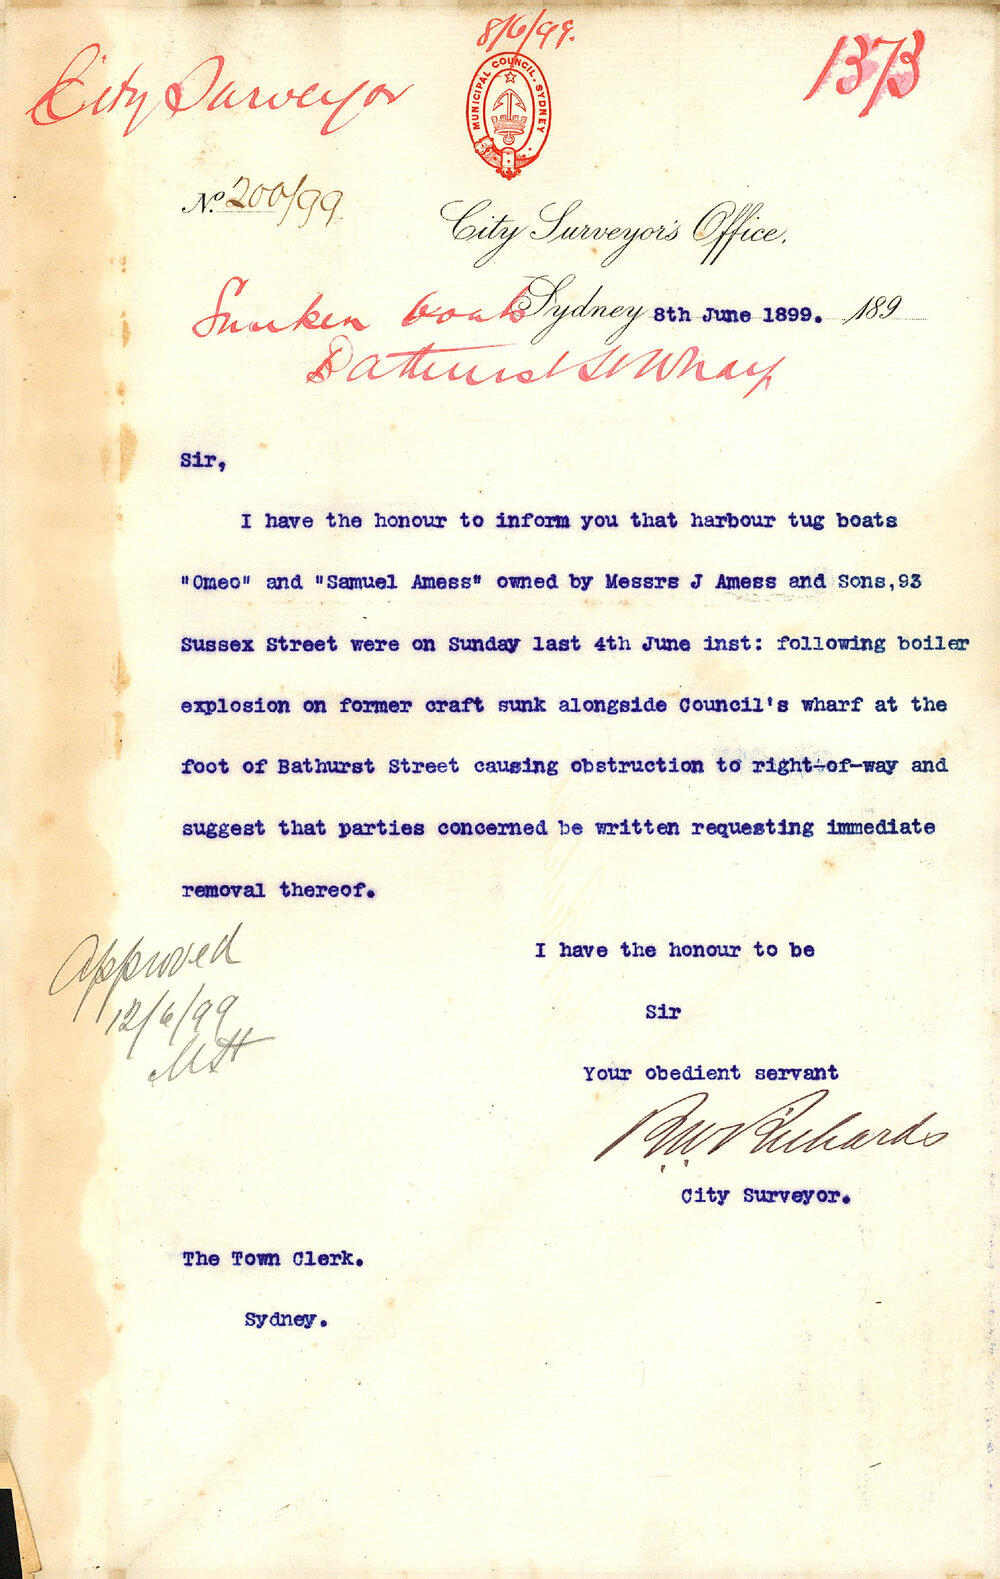 8/6/99.
City Surveyor
1373
MUNICIPAL COUNCIL. SYDNEY
No. 200/99
City Surveyor's Office,
Sunken boats
Sydney 8th June 1899. 189
Bathurst St Wharf
Sir,
I have the honour to inform you that harbour tug boats
"Omeo" and "Samuel Amess" owned by Messrs J Amess and Sons,93
Sussex Street were on Sunday last 4th June inst: following boiler
explosion on former craft sunk alongside Council's wharf at the
foot of Bathurst Street causing obstruction to right-of-way and
suggest that parties concerned be written requesting immediate
removal thereof.
I have the honour to be
Approved
12/6/99
Sir
Your obedient servant
R.W. Richards
City Surveyor.
The Town Clerk.
Sydney.